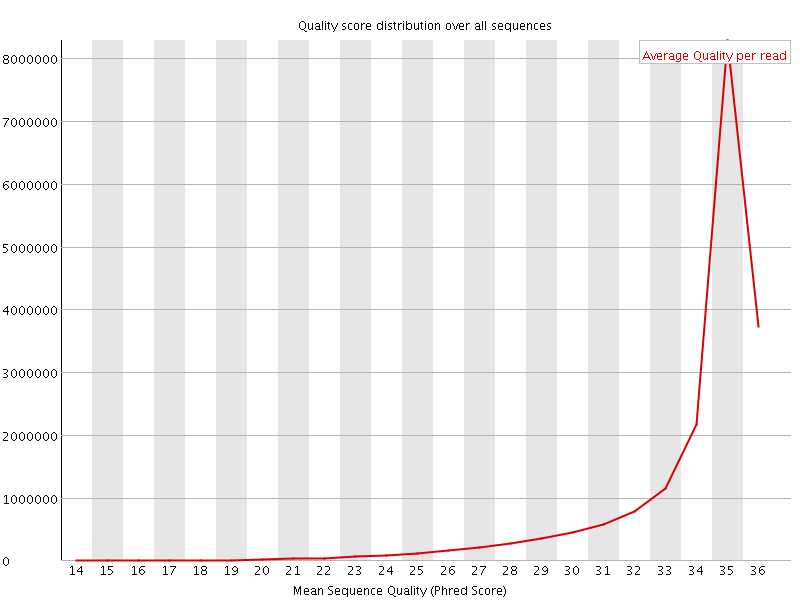 Quality score distribution over all sequences
Average Quality per read
8000000
7000000
6000000
5000000
4000000
3000000
2000000
1000000
0
14 15 16 17 18 19 20 21 22 23 24 25 26 27 28 29 30 31 32 33 34 35 36
Mean Sequence Quality (Phred Score)